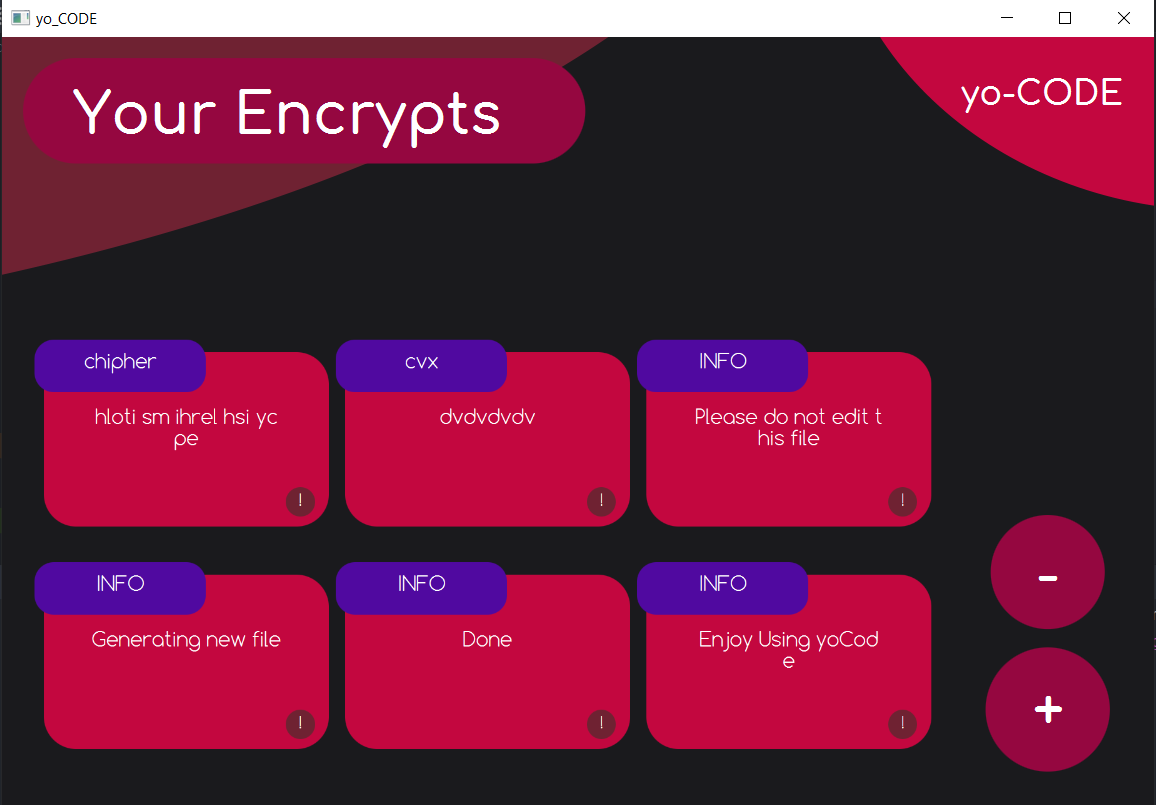 yo_CODE
Your Encrypts
yo-CODE
chipher
hloti sm ihrel hsi yc
pe
!
cvx
dvdvdvdv
!
INFO
Please do not edit t
his file
!
INFO
Generating new file
!
INFO
Done
!
INFO
Enjoy Using yoCod
e
!
-
+